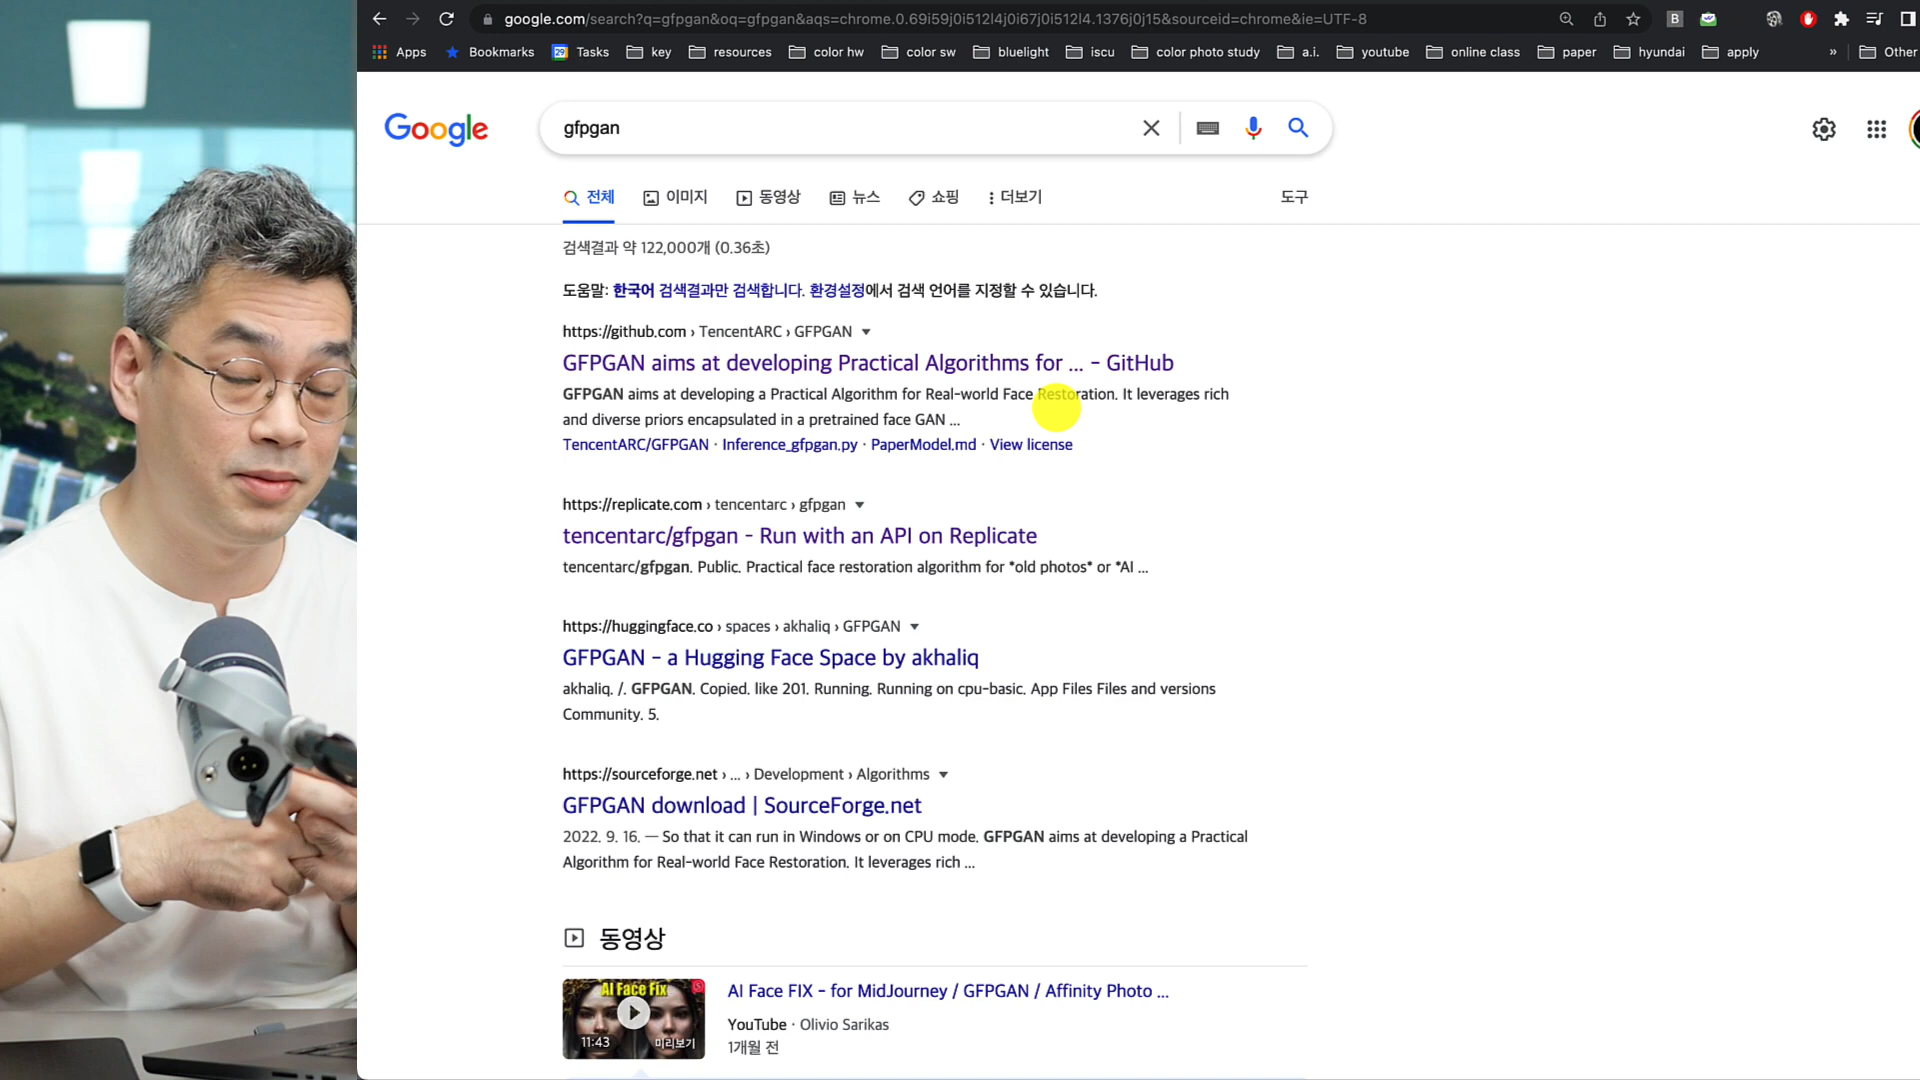 google.com/search?q=gfpgan&oq=gfpgan&aqs=chrome.0.69i59j0i512l4j0i67j0i512l4.1376j0j15&sourceid=chrome&ie=UTF-8
B
Apps Bookmarks 29 Tasks key resources color hw color sw bluelight iscu color photo study a.i. youtube online class paper hyundai apply » Other
Google
gfpgan
전체 이미지 동영상 뉴스 쇼핑 더보기 도구
검색결과 약 122,000개 (0.36초)
도움말: 한국어 검색결과만 검색합니다. 환경설정에서 검색 언어를 지정할 수 있습니다.
https://github.com › TencentARC › GFPGAN
GFPGAN aims at developing Practical Algorithms for ... - GitHub
GFPGAN aims at developing a Practical Algorithm for Real-world Face Restoration. It leverages rich
and diverse priors encapsulated in a pretrained face GAN ...
TencentARC/GFPGAN · Inference_gfpgan.py · PaperModel.md · View license
https://replicate.com › tencentarc › gfpgan
tencentarc/gfpgan - Run with an API on Replicate
tencentarc/gfpgan. Public. Practical face restoration algorithm for *old photos* or *AI ...
https://huggingface.co › spaces › akhaliq › GFPGAN
GFPGAN - a Hugging Face Space by akhaliq
akhaliq. /. GFPGAN. Copied. like 201. Running. Running on cpu-basic. App Files Files and versions
Community. 5.
https://sourceforge.net › ... › Development › Algorithms
GFPGAN download | SourceForge.net
2022. 9. 16. — So that it can run in Windows or on CPU mode. GFPGAN aims at developing a Practical
Algorithm for Real-world Face Restoration. It leverages rich ...
동영상
AI Face Fix
11:43 미리보기
AI Face FIX - for MidJourney / GFPGAN / Affinity Photo ...
YouTube · Olivio Sarikas
1개월 전